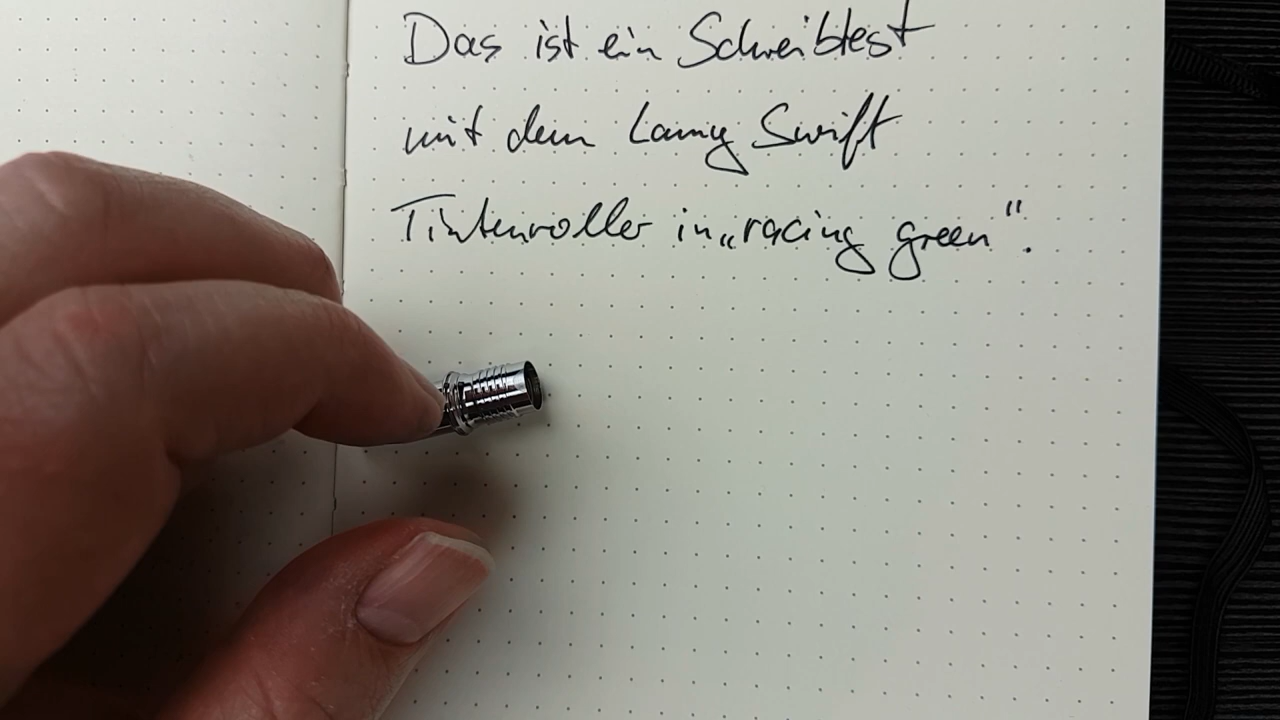 Das ist ein Schreibtest
mit dem Lamy Swift
Tintenroller in „racing green“.